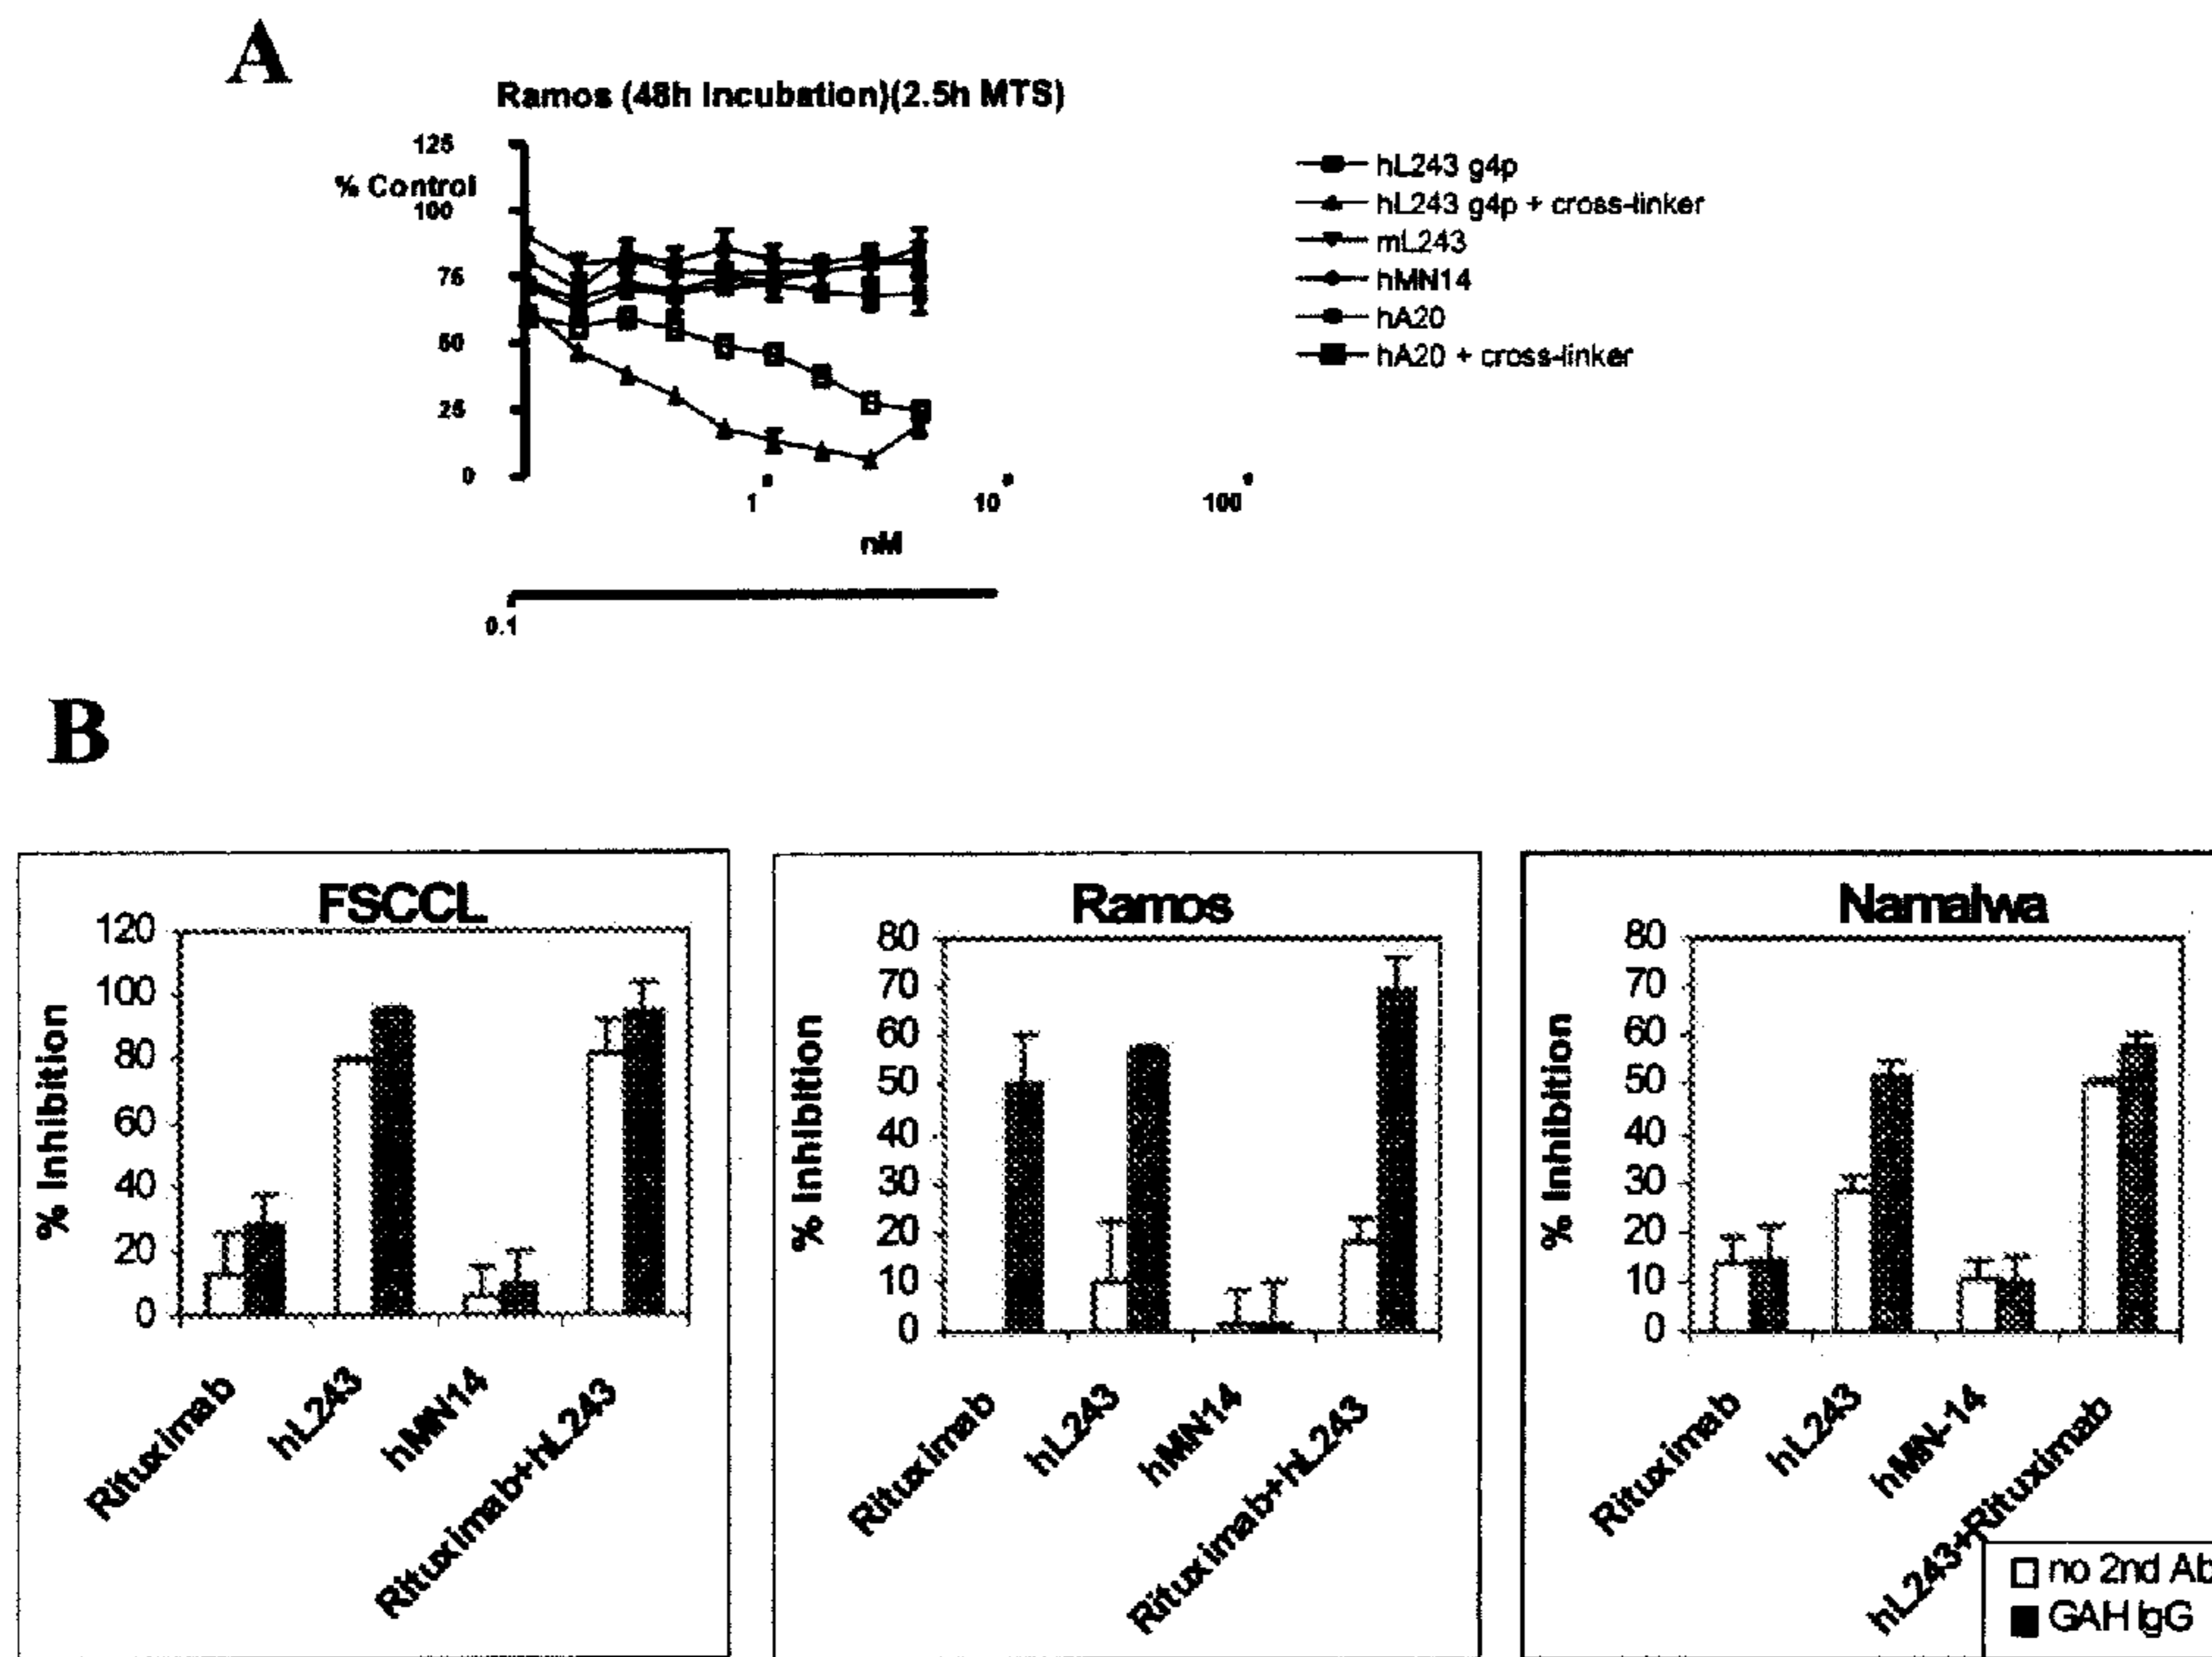 A
Ramos (48h Incubation)(2.5h MTS)
125
% Control
100
75
50
25
0
1
10
100
nM
0.1
hL243 g4p
hL243 g4p + cross-linker
mL243
hMN14
hA20
hA20 + cross-linker
B
FSCCL
% Inhibition
120
100
80
60
40
20
0
Rituximab
hL243
hMN14
Rituximab+hL243
Ramos
% Inhibition
80
70
60
50
40
30
20
10
0
Rituximab
hL243
hMN14
Rituximab+hL243
Namalwa
% Inhibition
80
70
60
50
40
30
20
10
0
Rituximab
hL243
hMN-14
hL243+Rituximab
no 2nd Ab
GAH IgG